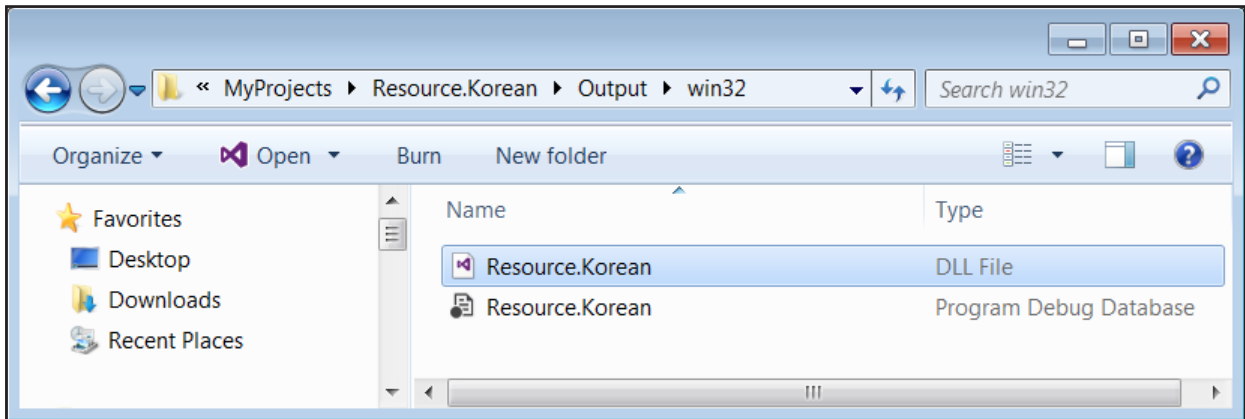 « MyProjects Resource.Korean Output win32 Search win32
Organize Open Burn New folder
Favorites
Desktop
Downloads
Recent Places
Name Type
Resource.Korean DLL File
Resource.Korean Program Debug Database